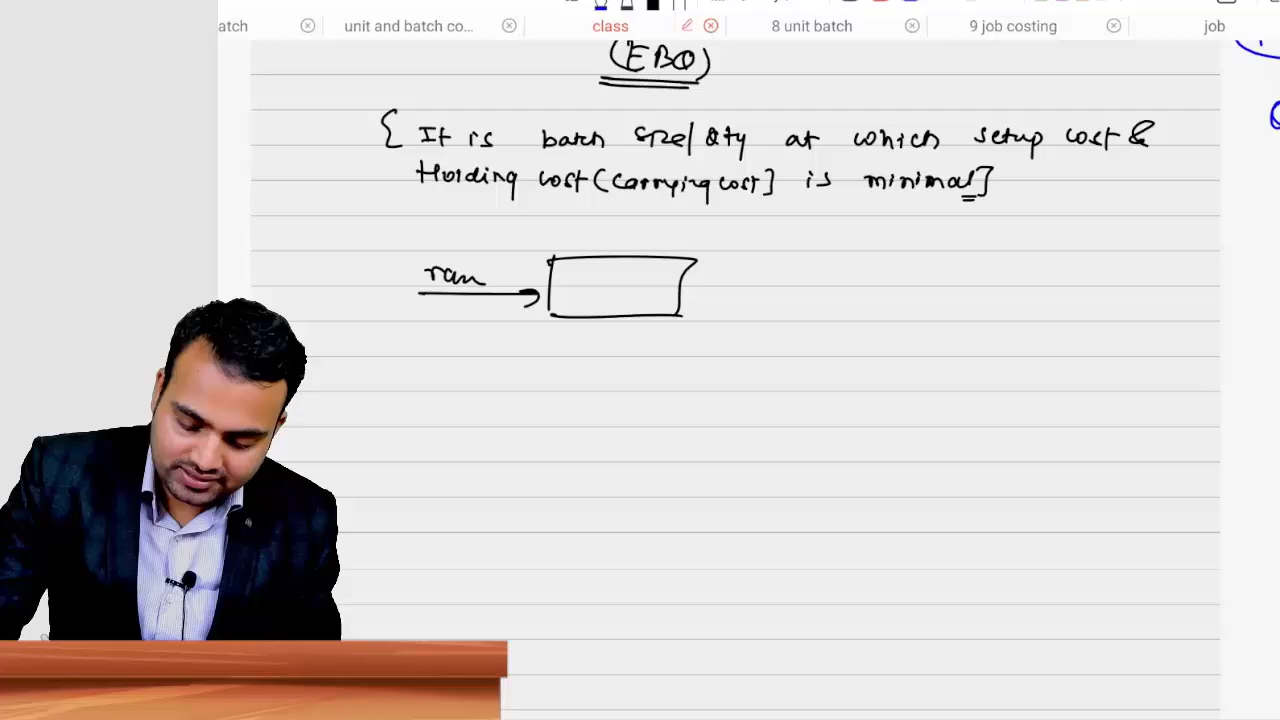 atch
unit and batch co...
class
8 unit batch
9 job costing
job
(EBQ)
{ It is batch size/Qty at which setup cost &
Holding cost (carrying cost] is minimal]
raw